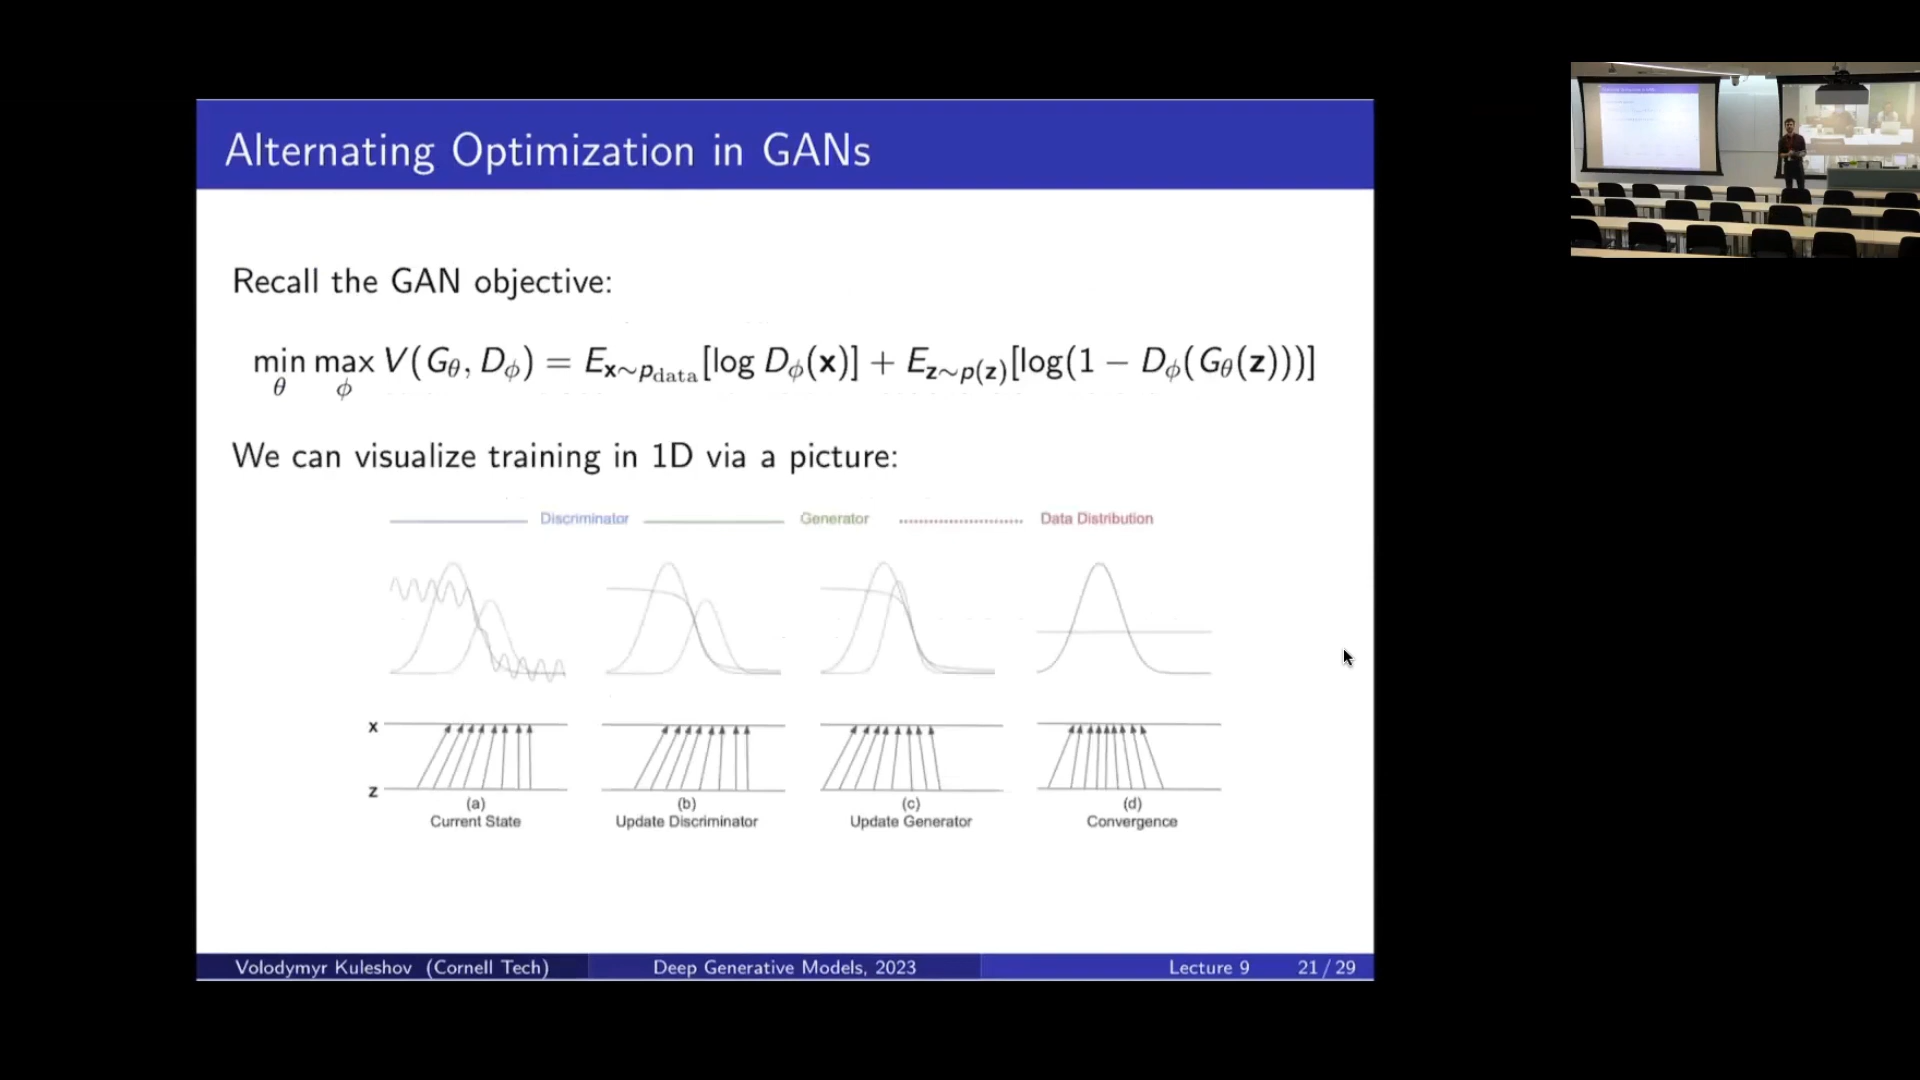 Alternating Optimization in GANs
Recall the GAN objective:
min_θ max_ϕ V(G_θ, D_ϕ) = E_{x∼p_data}[log D_ϕ(x)] + E_{z∼p(z)}[log(1 − D_ϕ(G_θ(z)))]
We can visualize training in 1D via a picture:
Discriminator Generator Data Distribution
x
z
(a) (b) (c) (d)
Current State Update Discriminator Update Generator Convergence
Volodymyr Kuleshov (Cornell Tech) Deep Generative Models, 2023 Lecture 9 21 / 29